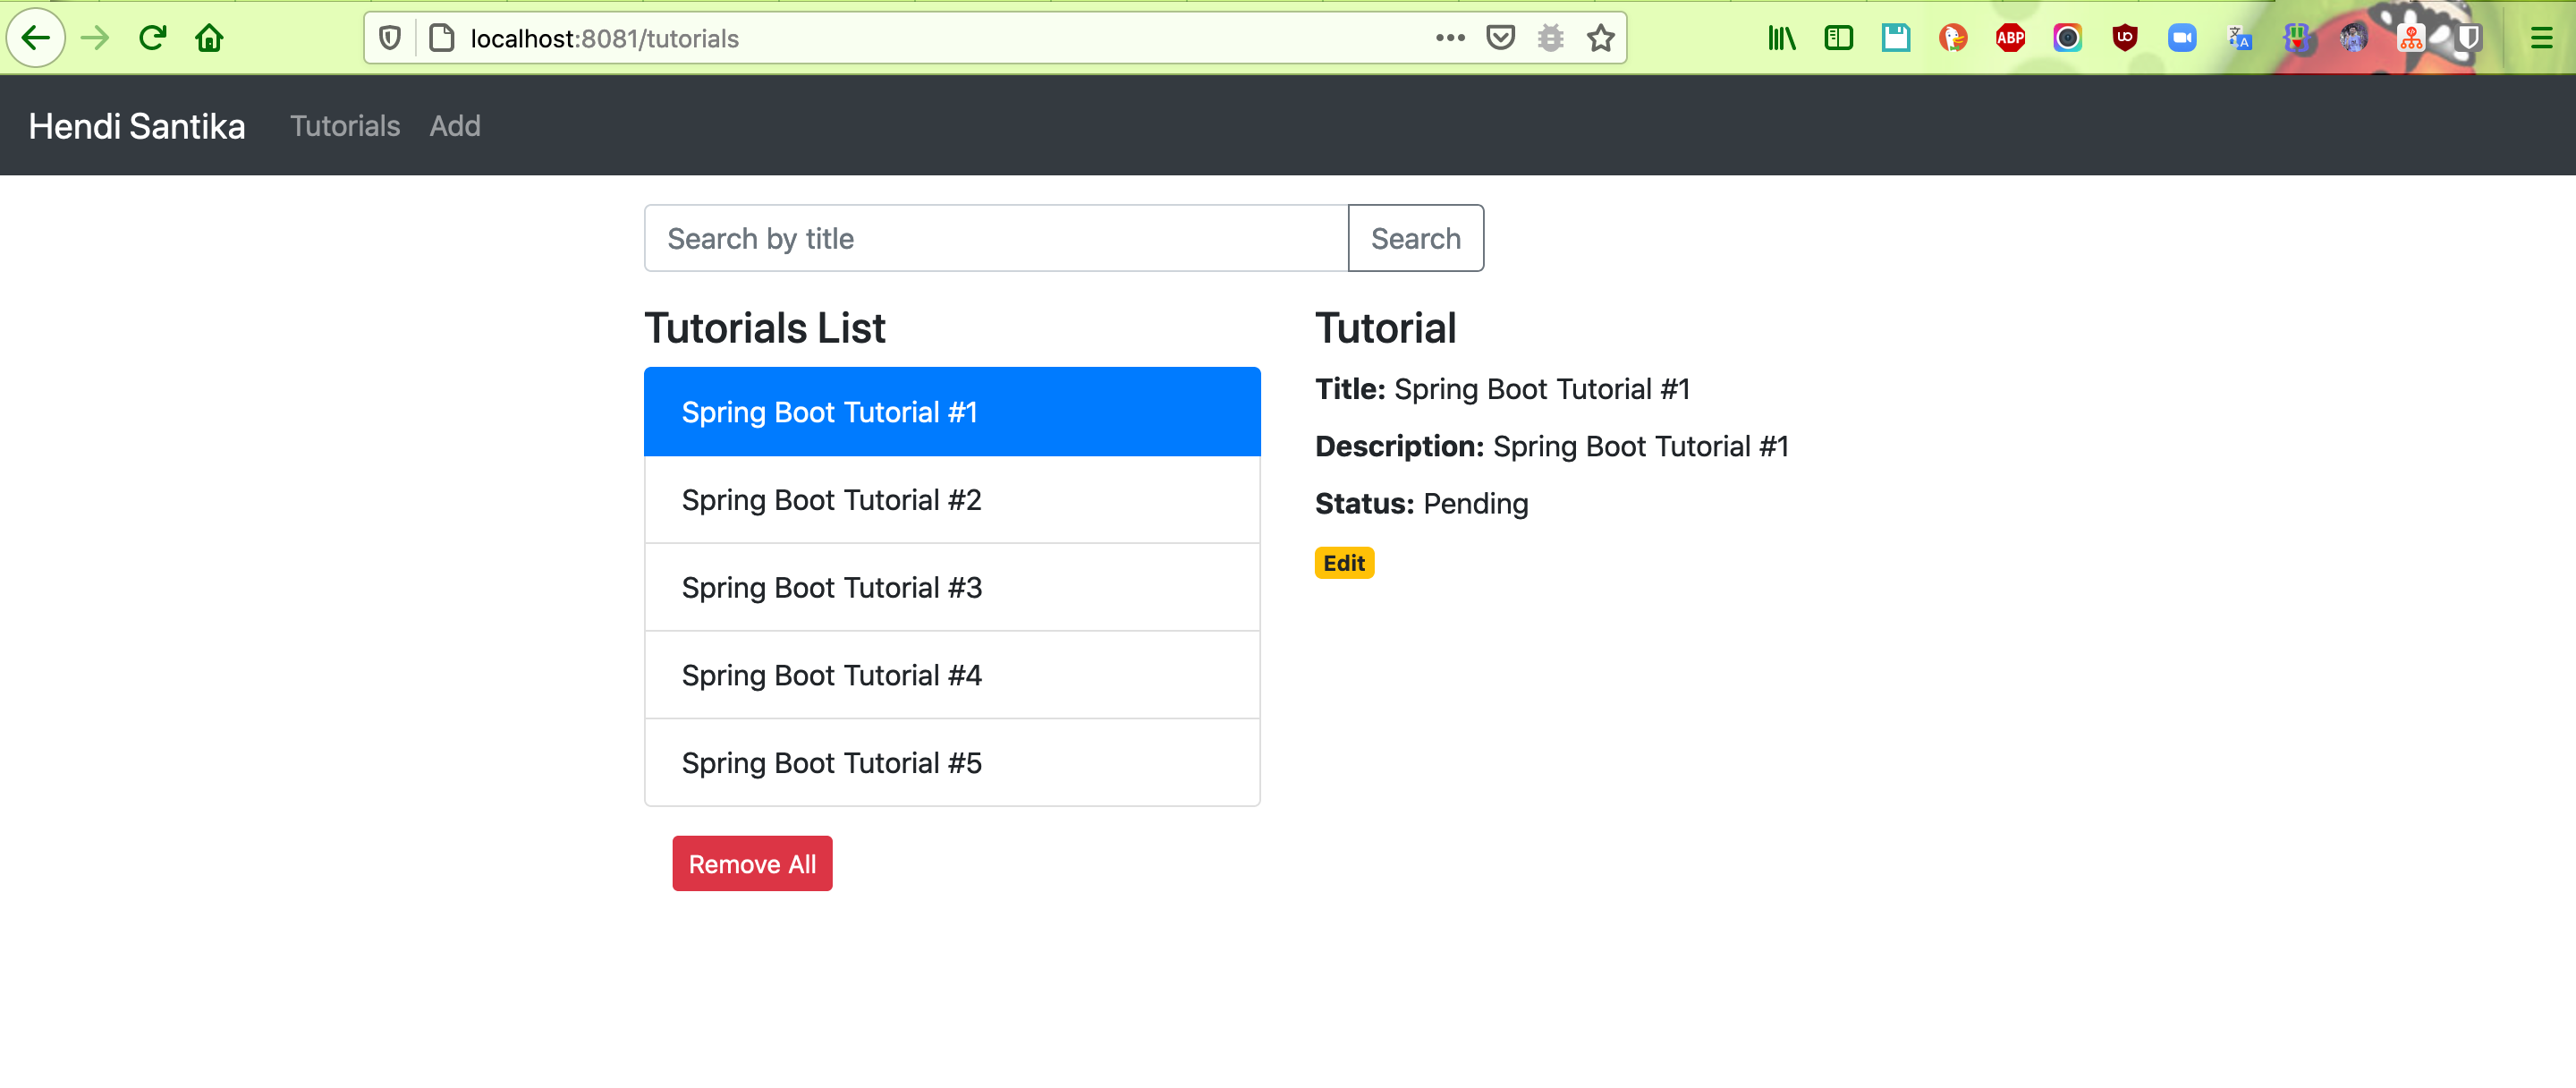 localhost:8081/tutorials
ABP
Hendi Santika Tutorials Add
Search by title Search
Tutorials List
Spring Boot Tutorial #1
Spring Boot Tutorial #2
Spring Boot Tutorial #3
Spring Boot Tutorial #4
Spring Boot Tutorial #5
Remove All
Tutorial
Title: Spring Boot Tutorial #1
Description: Spring Boot Tutorial #1
Status: Pending
Edit